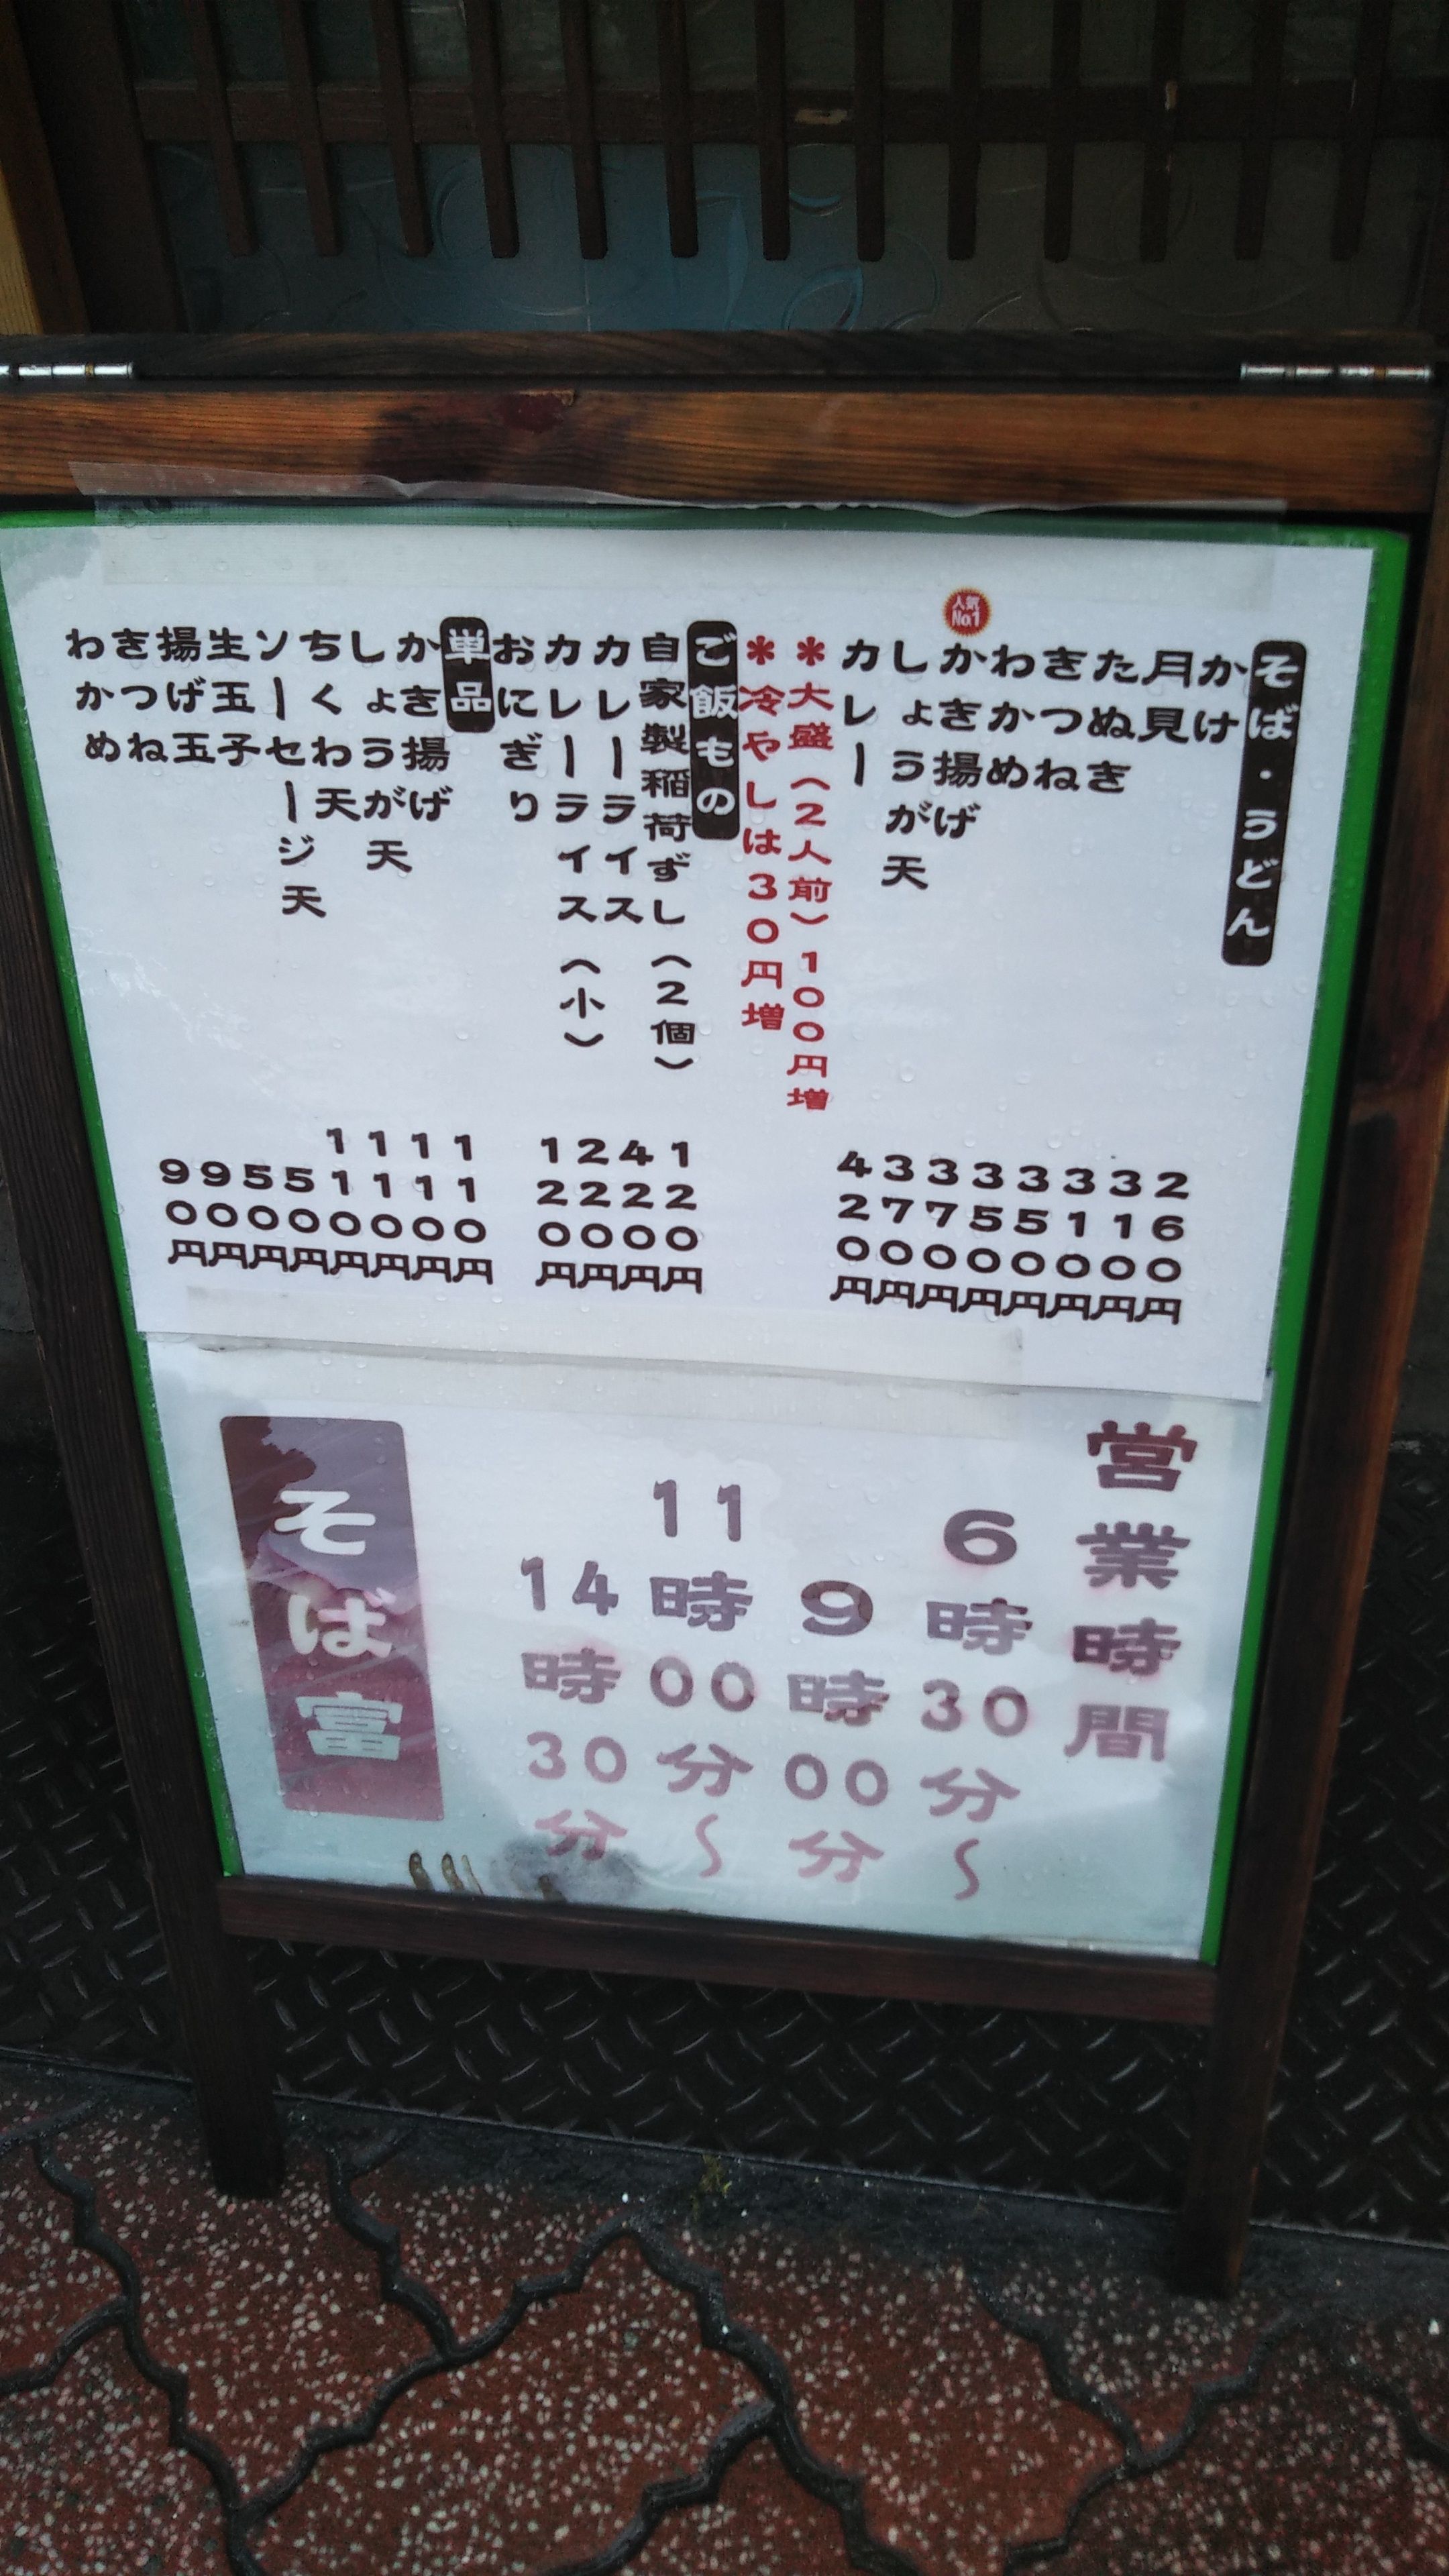 そば・うどん
かけ 260円
月見 310円
たぬき 310円
きつね 350円
わかめ 350円
人気No.1
かき揚げ 370円
しょうが天 370円
カレー 420円
*大盛(2人前)100円増
*冷やしは30円増
ご飯もの
自家製稲荷ずし(2個) 120円
カレーライス 420円
カレーライス(小) 220円
おにぎり 120円
単品
かき揚げ天 110円
しょうが天 110円
ちくわ天 110円
ソーセージ天 110円
生玉子 50円
揚げ玉 50円
きつね 90円
わかめ 90円
営業時間
6時30分〜
9時00分
11時00分〜
14時30分
そば宮